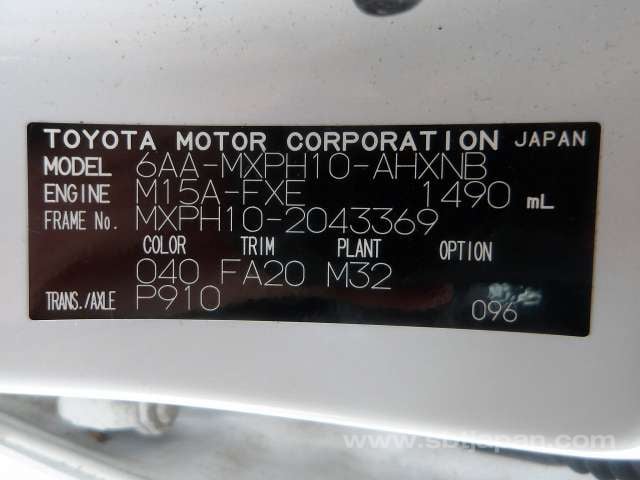 TOYOTA MOTOR CORPORATION JAPAN
MODEL 6AA-MXPH10-AHXNB
ENGINE M15A-FXE 1490 mL
FRAME No. MXPH10-2043369
COLOR TRIM PLANT OPTION
040 FA20 M32
TRANS./AXLE P910
096
www.sbtjapan.com